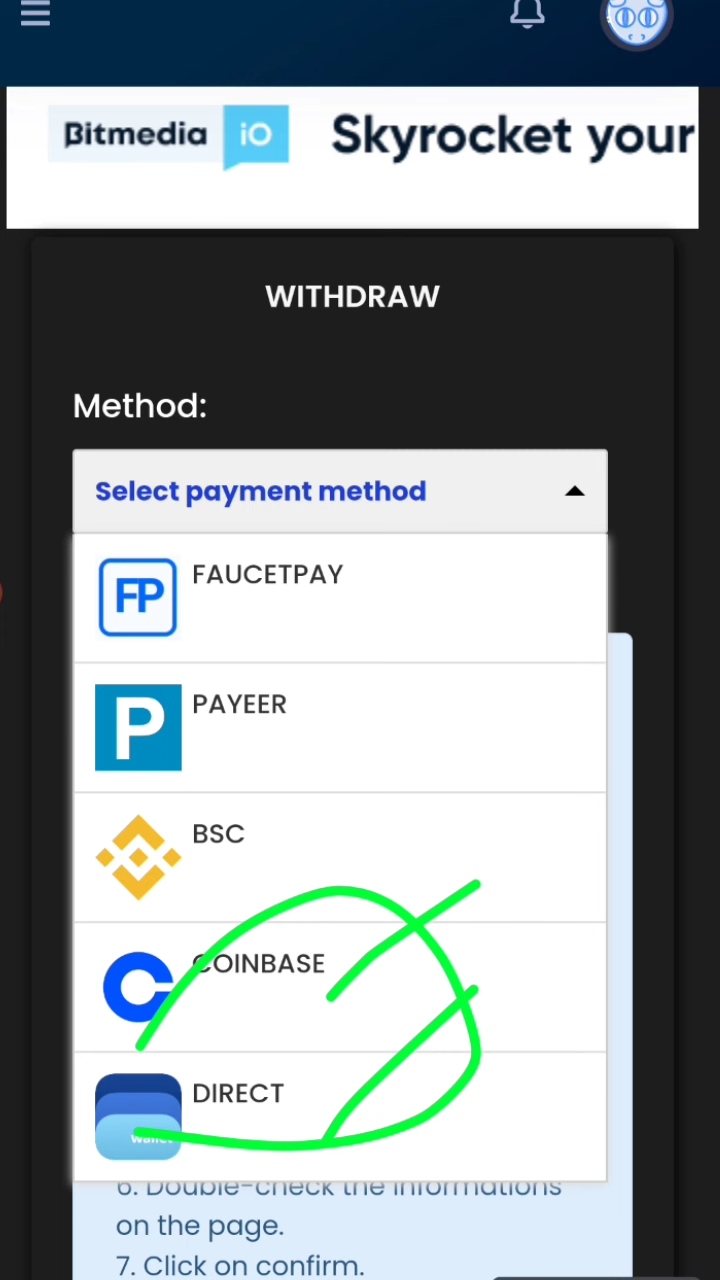 Bitmedia iO Skyrocket your
WITHDRAW
Method:
Select payment method
FP FAUCETPAY
P PAYEER
BSC
COINBASE
DIRECT
wallet
6. Double-check the informations
on the page.
7. Click on confirm.